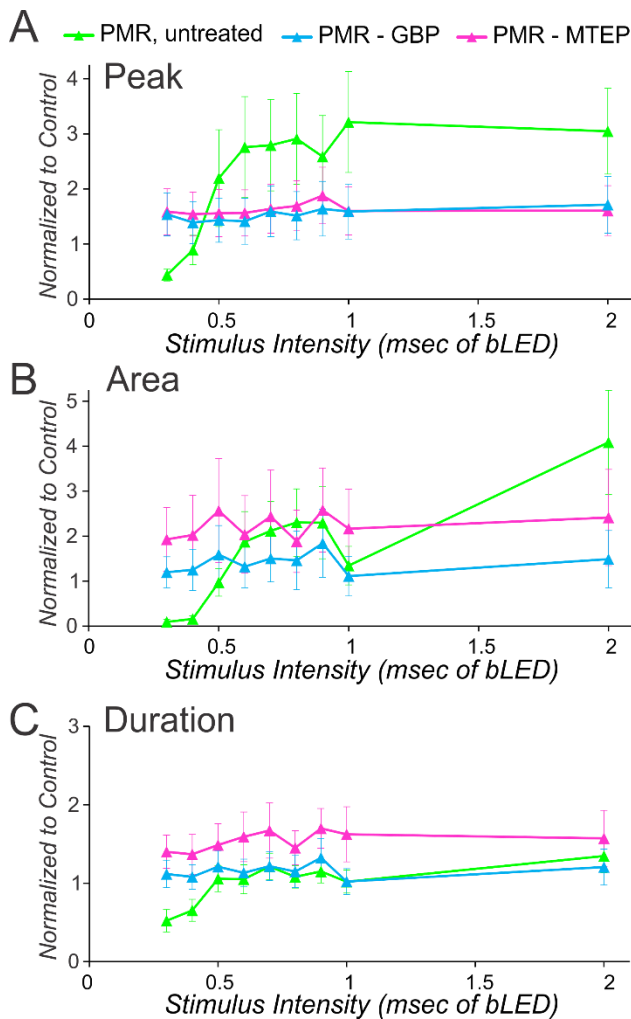 A PMR, untreated PMR - GBP PMR - MTEP
Peak
Normalized to Control
4
3
2
1
0
0 0.5 1 1.5 2
Stimulus Intensity (msec of bLED)
B Area
Normalized to Control
5
4
3
2
1
0
0 0.5 1 1.5 2
Stimulus Intensity (msec of bLED)
C Duration
Normalized to Control
3
2
1
0
0 0.5 1 1.5 2
Stimulus Intensity (msec of bLED)